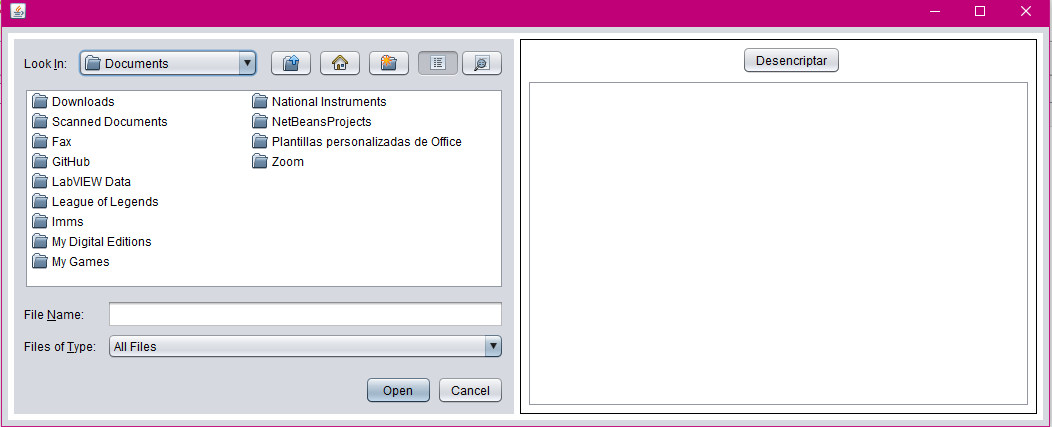 Look In: Documents
Desencriptar
Downloads
Scanned Documents
Fax
GitHub
LabVIEW Data
League of Legends
lmms
My Digital Editions
My Games
National Instruments
NetBeansProjects
Plantillas personalizadas de Office
Zoom
File Name:
Files of Type: All Files
Open Cancel